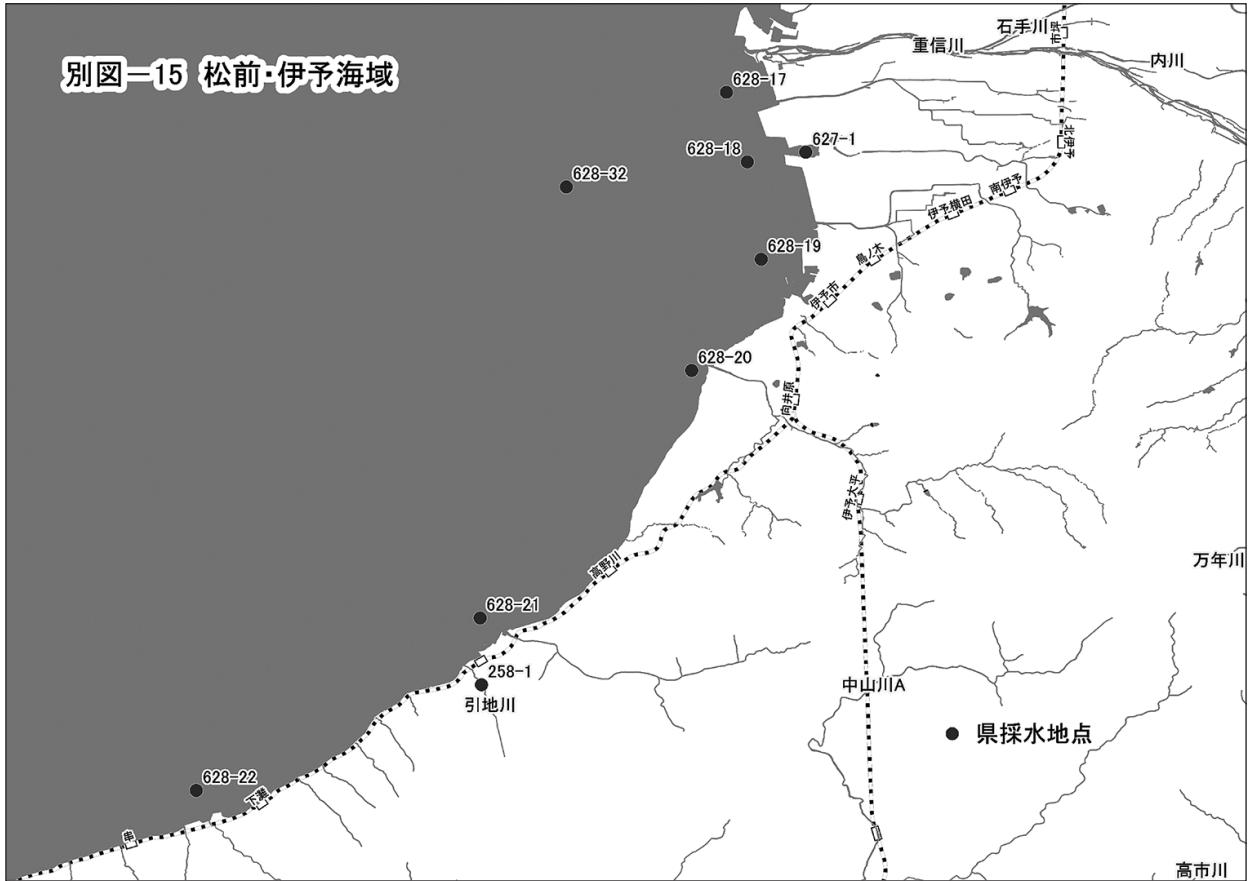 別図－15 松前・伊予海域
石手川
重信川
市坪
内川
628-17
627-1
北伊予
628-18
628-32
南伊予
伊予横田
628-19
鳥ノ木
伊予市
628-20
向井原
伊予大平
高野川
万年川
628-21
258-1
引地川
中山川A
県採水地点
628-22
下灘
串
高市川